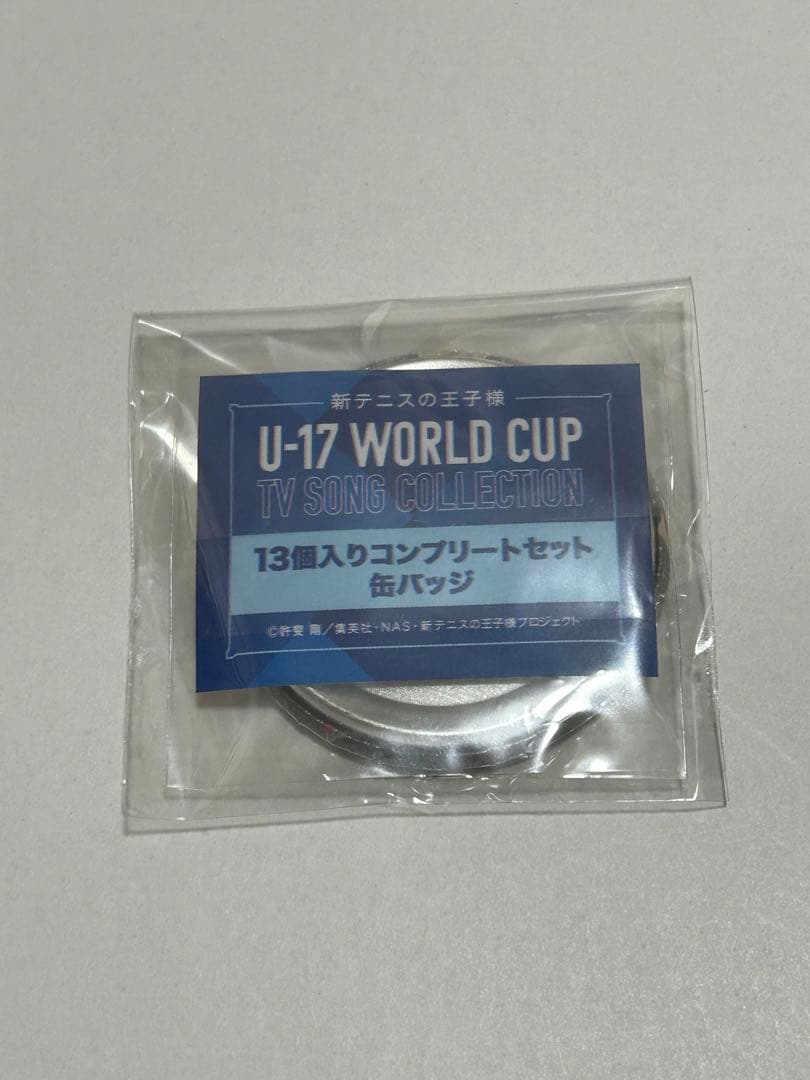 新テニスの王子様
U-17 WORLD CUP
TV SONG COLLECTION
13個入りコンプリートセット
缶バッジ
©許斐 剛／集英社・NAS・新テニスの王子様プロジェクト